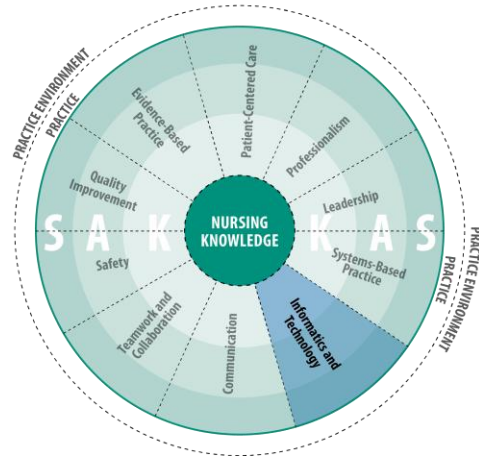 PRACTICE ENVIRONMENT
PRACTICE
Evidence-Based
Practice
Patient-Centered Care
Professionalism
Quality
Improvement
Leadership
S A K
NURSING
KNOWLEDGE
K A S
Safety
Systems-Based
Practice
Teamwork and
Collaboration
Communication
Informatics and
Technology
PRACTICE
PRACTICE ENVIRONMENT